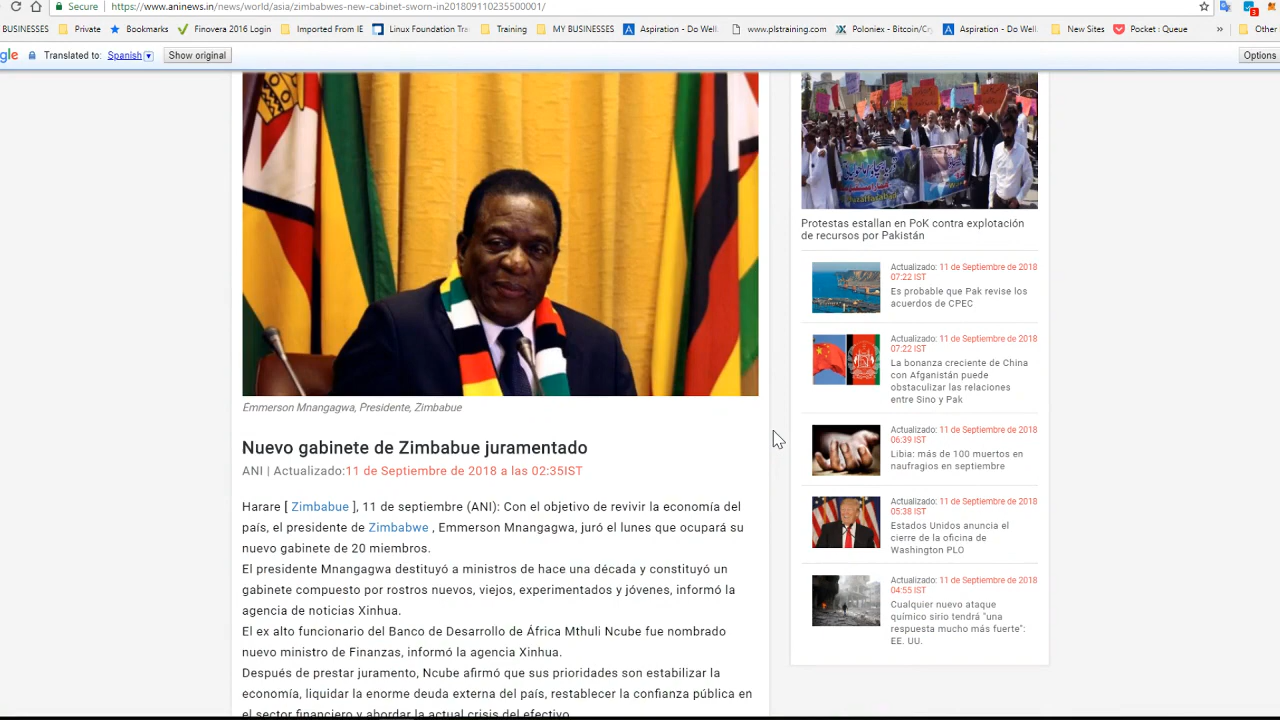 Secure
https://www.aninews.in/news/world/asia/zimbabwes-new-cabinet-sworn-in201809110235500001/
BUSINESSES Private Bookmarks Finovera 2016 Login Imported From IE Linux Foundation Tra Training MY BUSINESSES Aspiration - Do Well. www.plstraining.com Poloniex - Bitcoin/Cry Aspiration - Do Well. New Sites Pocket : Queue » Other
gle Translated to: Spanish Show original Options
Emmerson Mnangagwa, Presidente, Zimbabue
Nuevo gabinete de Zimbabue juramentado
ANI | Actualizado:11 de Septiembre de 2018 a las 02:35IST
Harare [ Zimbabue ], 11 de septiembre (ANI): Con el objetivo de revivir la economía del
país, el presidente de Zimbabwe , Emmerson Mnangagwa, juró el lunes que ocupará su
nuevo gabinete de 20 miembros.
El presidente Mnangagwa destituyó a ministros de hace una década y constituyó un
gabinete compuesto por rostros nuevos, viejos, experimentados y jóvenes, informó la
agencia de noticias Xinhua.
El ex alto funcionario del Banco de Desarrollo de África Mthuli Ncube fue nombrado
nuevo ministro de Finanzas, informó la agencia Xinhua.
Después de prestar juramento, Ncube afirmó que sus prioridades son estabilizar la
economía, liquidar la enorme deuda externa del país, restablecer la confianza pública en
el sector financiero y abordar la actual crisis del efectivo.
Protestas estallan en PoK contra explotación
de recursos por Pakistán
Actualizado: 11 de Septiembre de 2018
07:22 IST
Es probable que Pak revise los
acuerdos de CPEC
Actualizado: 11 de Septiembre de 2018
07:22 IST
La bonanza creciente de China
con Afganistán puede
obstaculizar las relaciones
entre Sino y Pak
Actualizado: 11 de Septiembre de 2018
06:39 IST
Libia: más de 100 muertos en
naufragios en septiembre
Actualizado: 11 de Septiembre de 2018
05:38 IST
Estados Unidos anuncia el
cierre de la oficina de
Washington PLO
Actualizado: 11 de Septiembre de 2018
04:55 IST
Cualquier nuevo ataque
químico sirio tendrá "una
respuesta mucho más fuerte":
EE. UU.